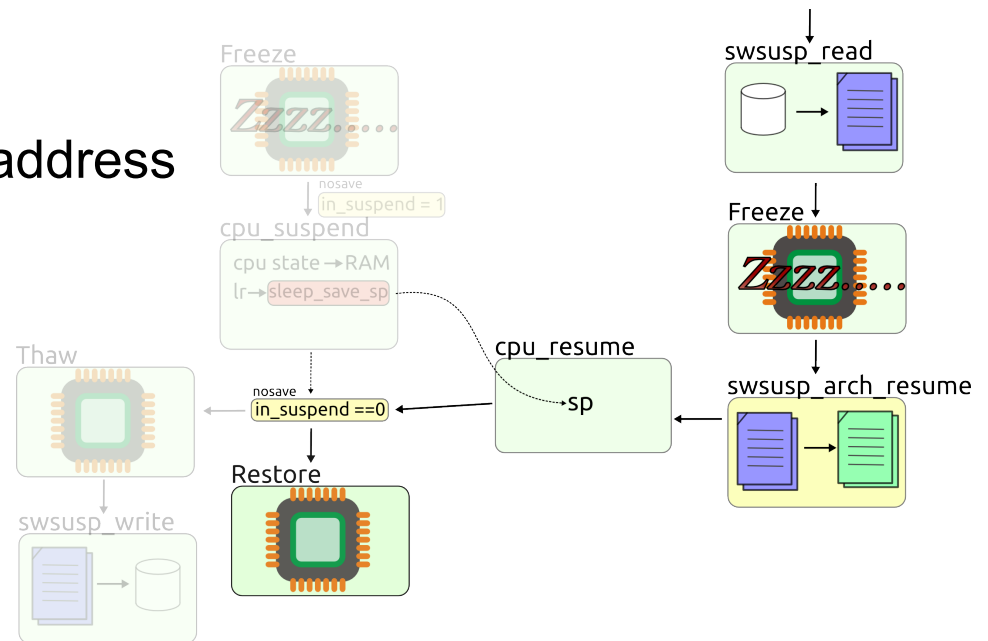 address
Freeze
Zzzz.....
nosave
in_suspend = 1
cpu_suspend
cpu state → RAM
lr→ sleep_save_sp
nosave
in_suspend ==0
Thaw
swsusp_write
Restore
cpu_resume
sp
swsusp_read
Freeze
Zzzz.....
swsusp_arch_resume